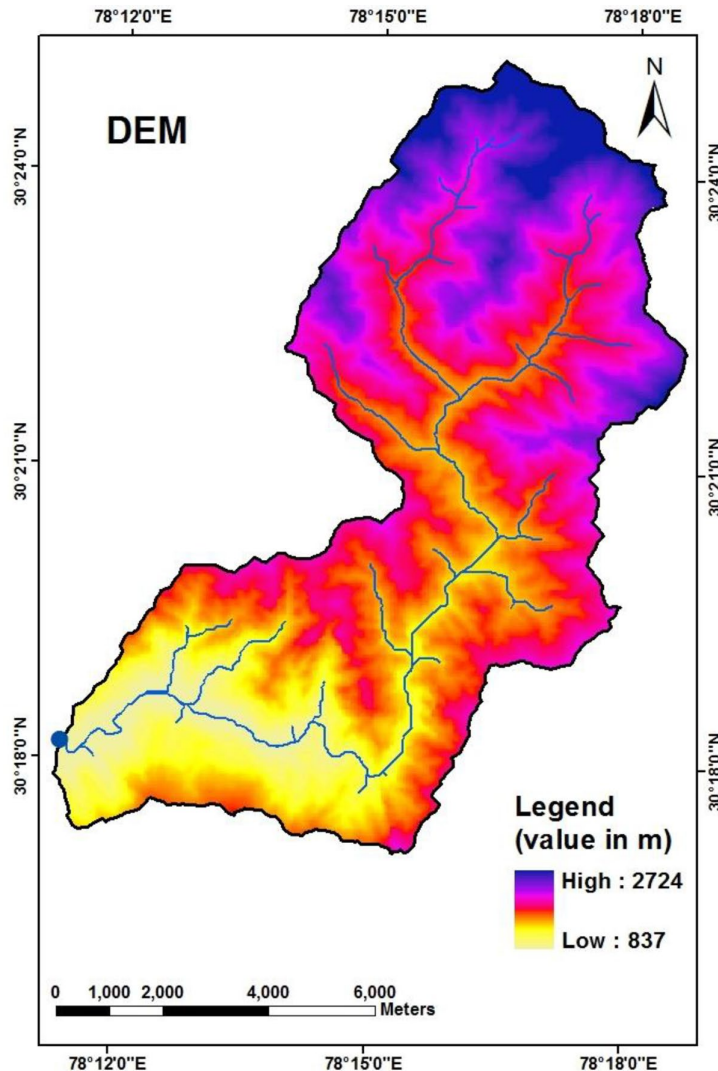 78°12'0"E 78°15'0"E 78°18'0"E
N
DEM
30°24'0"N
30°24'0"N
30°21'0"N
30°21'0"N
30°18'0"N
30°18'0"N
Legend
(value in m)
High : 2724
Low : 837
0 1,000 2,000 4,000 6,000
Meters
78°12'0"E 78°15'0"E 78°18'0"E